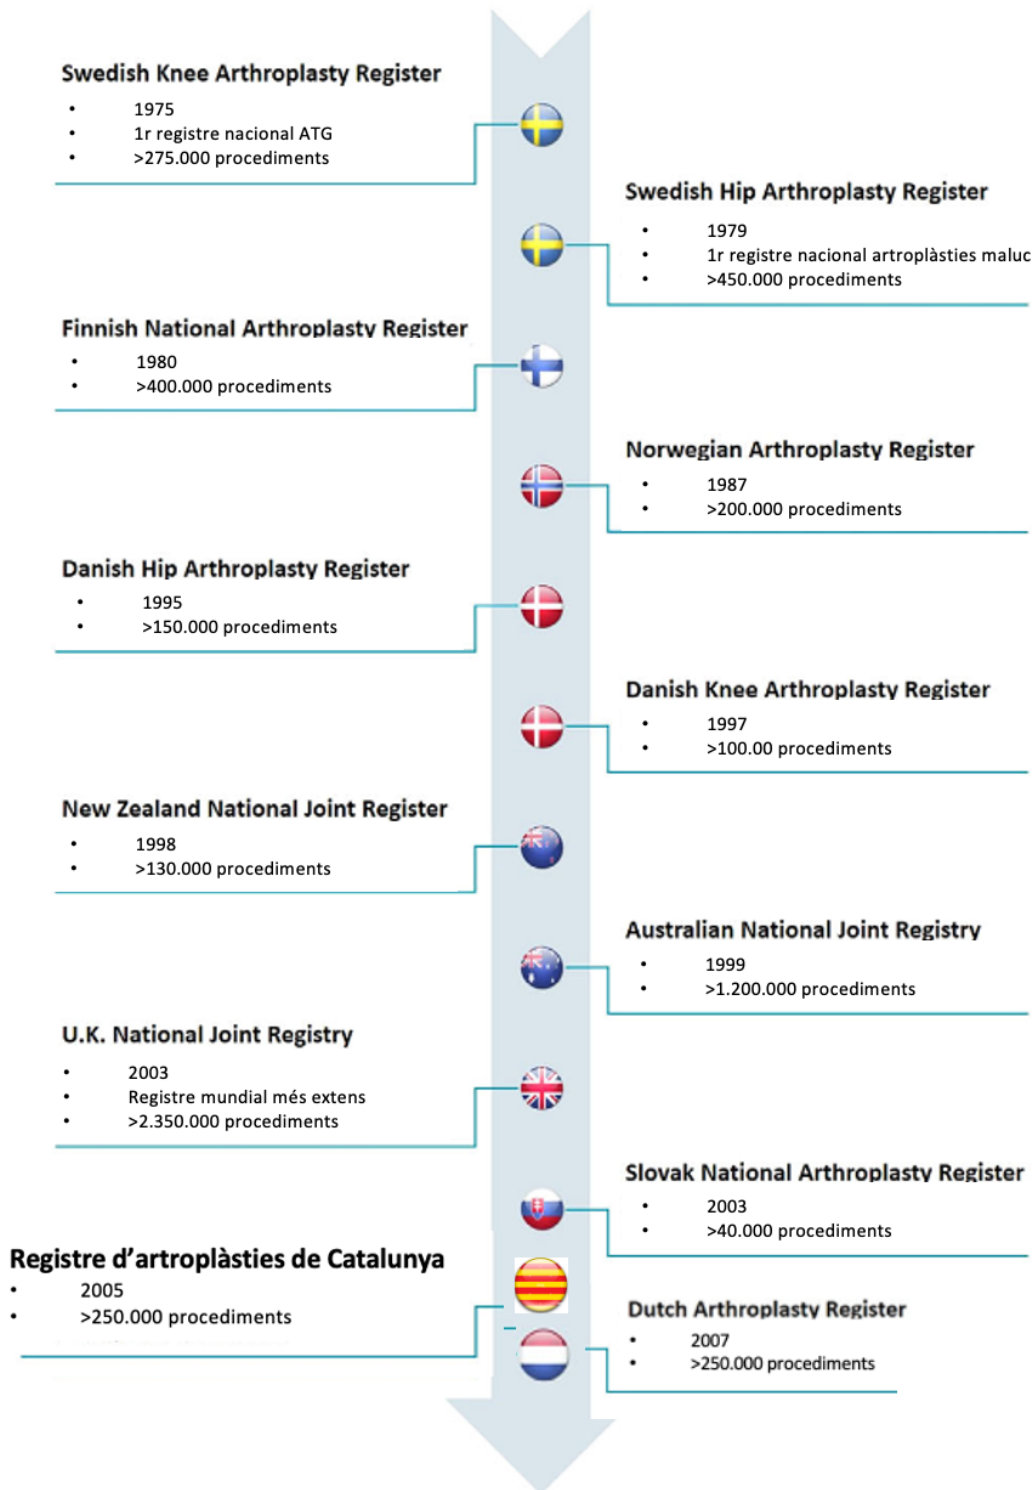 Swedish Knee Arthroplasty Register
• 1975
• 1r registre nacional ATG
• >275.000 procediments
Swedish Hip Arthroplasty Register
• 1979
• 1r registre nacional artroplàsties maluc
• >450.000 procediments
Finnish National Arthroplasty Register
• 1980
• >400.000 procediments
Norwegian Arthroplasty Register
• 1987
• >200.000 procediments
Danish Hip Arthroplasty Register
• 1995
• >150.000 procediments
Danish Knee Arthroplasty Register
• 1997
• >100.00 procediments
New Zealand National Joint Register
• 1998
• >130.000 procediments
Australian National Joint Registry
• 1999
• >1.200.000 procediments
U.K. National Joint Registry
• 2003
• Registre mundial més extens
• >2.350.000 procediments
Slovak National Arthroplasty Register
• 2003
• >40.000 procediments
Registre d’artroplàsties de Catalunya
• 2005
• >250.000 procediments
Dutch Arthroplasty Register
• 2007
• >250.000 procediments